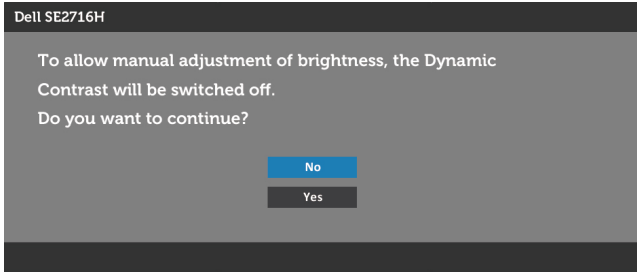 Dell SE2716H
To allow manual adjustment of brightness, the Dynamic
Contrast will be switched off.
Do you want to continue?
No
Yes